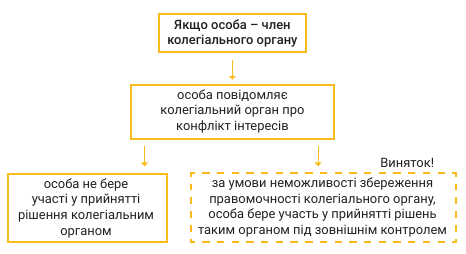 Якщо особа – член
колегіального органу
особа повідомляє
колегіальний орган про
конфлікт інтересів
особа не бере
участі у прийнятті
рішення колегіальним
органом
Виняток!
за умови неможливості збереження
правомочності колегіального органу,
особа бере участь у прийнятті рішень
таким органом під зовнішнім контролем